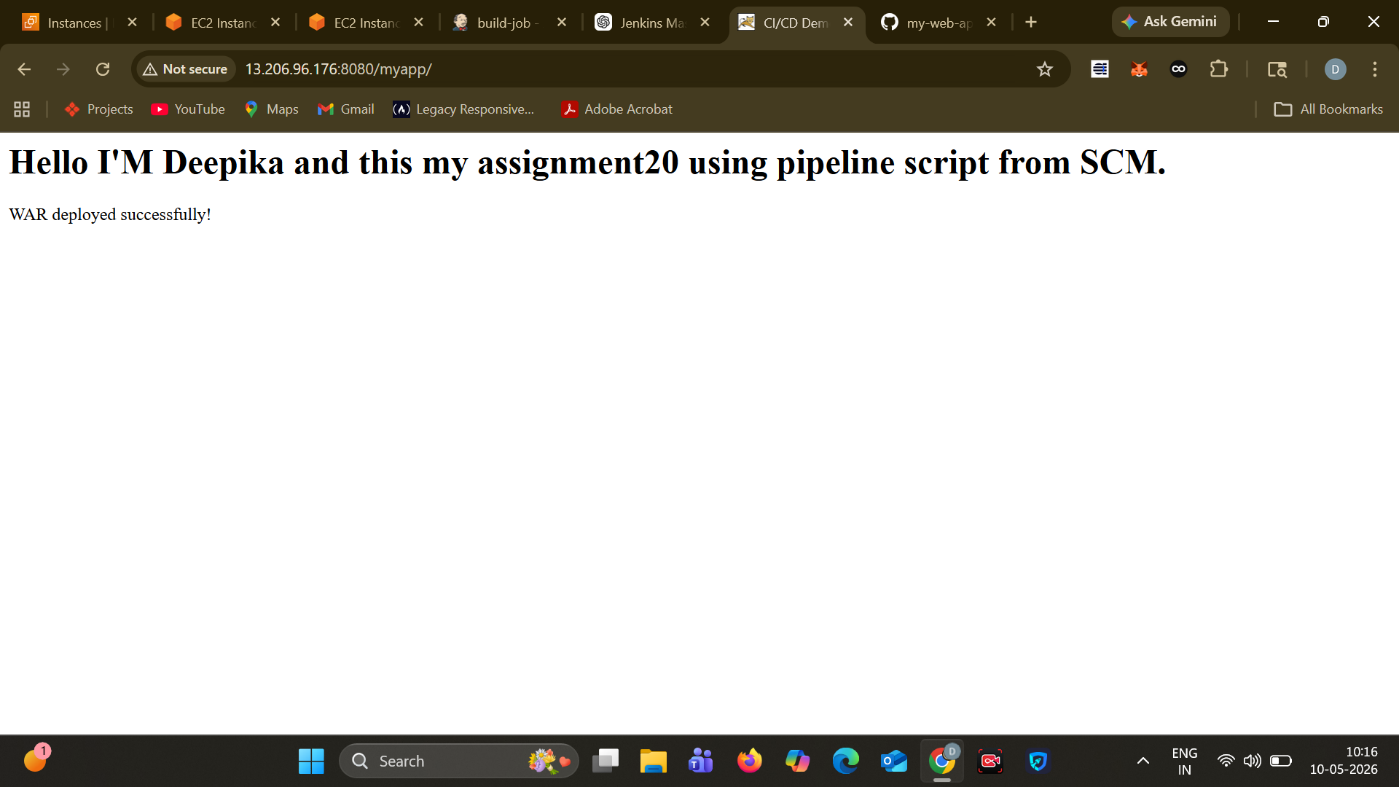 Instances |
EC2 Instanc
EC2 Instanc
build-job -
Jenkins Ma
CI/CD Dem
my-web-ap
Ask Gemini
Not secure
13.206.96.176:8080/myapp/
D
Projects
YouTube
Maps
Gmail
Legacy Responsive...
Adobe Acrobat
All Bookmarks
Hello I'M Deepika and this my assignment20 using pipeline script from SCM.
WAR deployed successfully!
1
Search
D
ENG
IN
10:16
10-05-2026